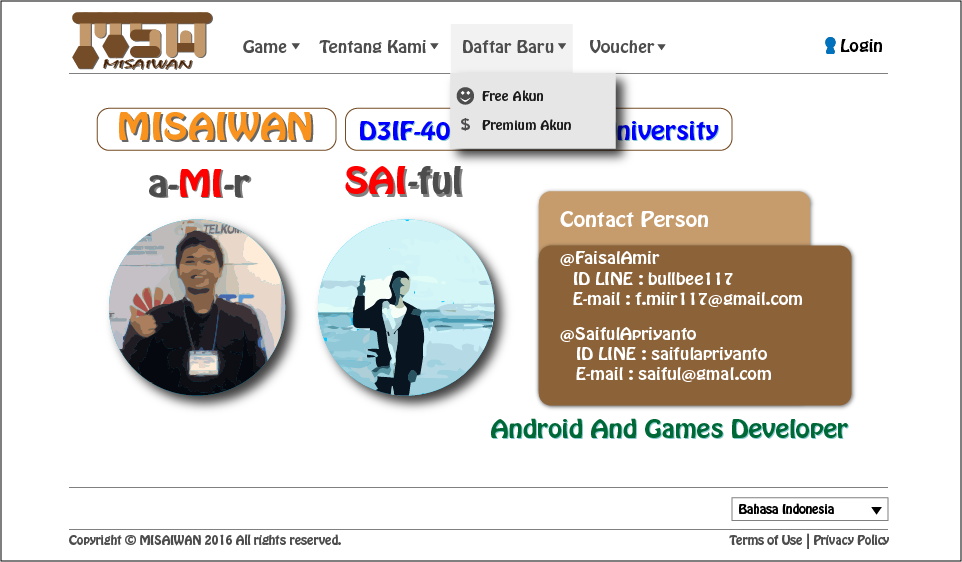 MSW
MISAIWAN
Game
Tentang Kami
Daftar Baru
Voucher
Login
Free Akun
$ Premium Akun
MISAIWAN
D3IF-40 niversity
a-MI-r
SAI-ful
TELKOM
Contact Person
@FaisalAmir
ID LINE : bullbee117
E-mail : f.miir117@gmail.com
@SaifulApriyanto
ID LINE : saifulapriyanto
E-mail : saiful@gmal.com
Android And Games Developer
Bahasa Indonesia
Copyright © MISAIWAN 2016 All rights reserved.
Terms of Use | Privacy Policy